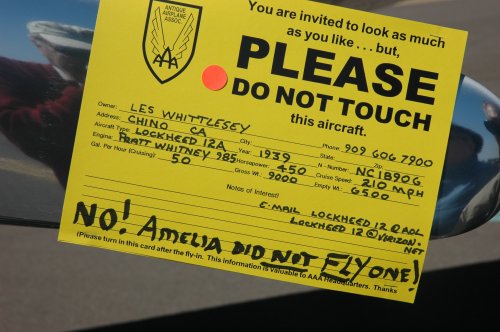 ANTIQUE
AIRPLANE
ASSOC.
AAA
You are invited to look as much
as you like . . . but,
PLEASE
DO NOT TOUCH
this aircraft.
Owner: LES WHITTLESEY
Address: CHINO CA City: State: Zip: Phone: 909 606 7900
Aircraft Type: LOCKHEED 12A Year: 1939 N - Number: NC18906
Engine: PRATT WHITNEY 985 Horsepower: 450 Cruise Speed: 210 MPH
Gal. Per Hour (Cruising): 50 Gross Wt.: 9000 Empty Wt.: 6500
Notes of Interest!
E-MAIL LOCKHEED 12@AOL
LOCKHEED 12@VERIZON.
NET
NO! AMELIA DID NOT FLY ONE!
(Please turn in this card after the fly-in. This information is valuable to AAA Headquarters. Thanks